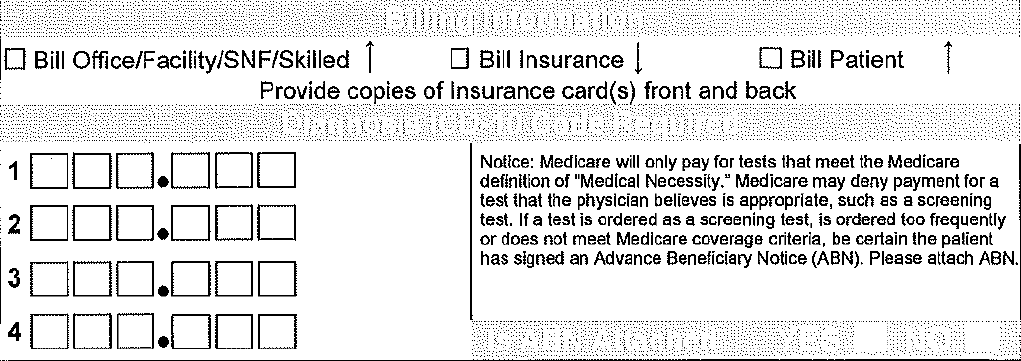 Billing Information
☐ Bill Office/Facility/SNF/Skilled ↑ ☐ Bill Insurance ↓ ☐ Bill Patient ↑
Provide copies of Insurance card(s) front and back
Diagnosis ICD-10 Code Required
1
2
3
4
Notice: Medicare will only pay for tests that meet the Medicare
definition of "Medical Necessity." Medicare may deny payment for a
test that the physician believes is appropriate, such as a screening
test. If a test is ordered as a screening test, is ordered too frequently
or does not meet Medicare coverage criteria, be certain the patient
has signed an Advance Beneficiary Notice (ABN). Please attach ABN.
Is ABN Attached YES NO